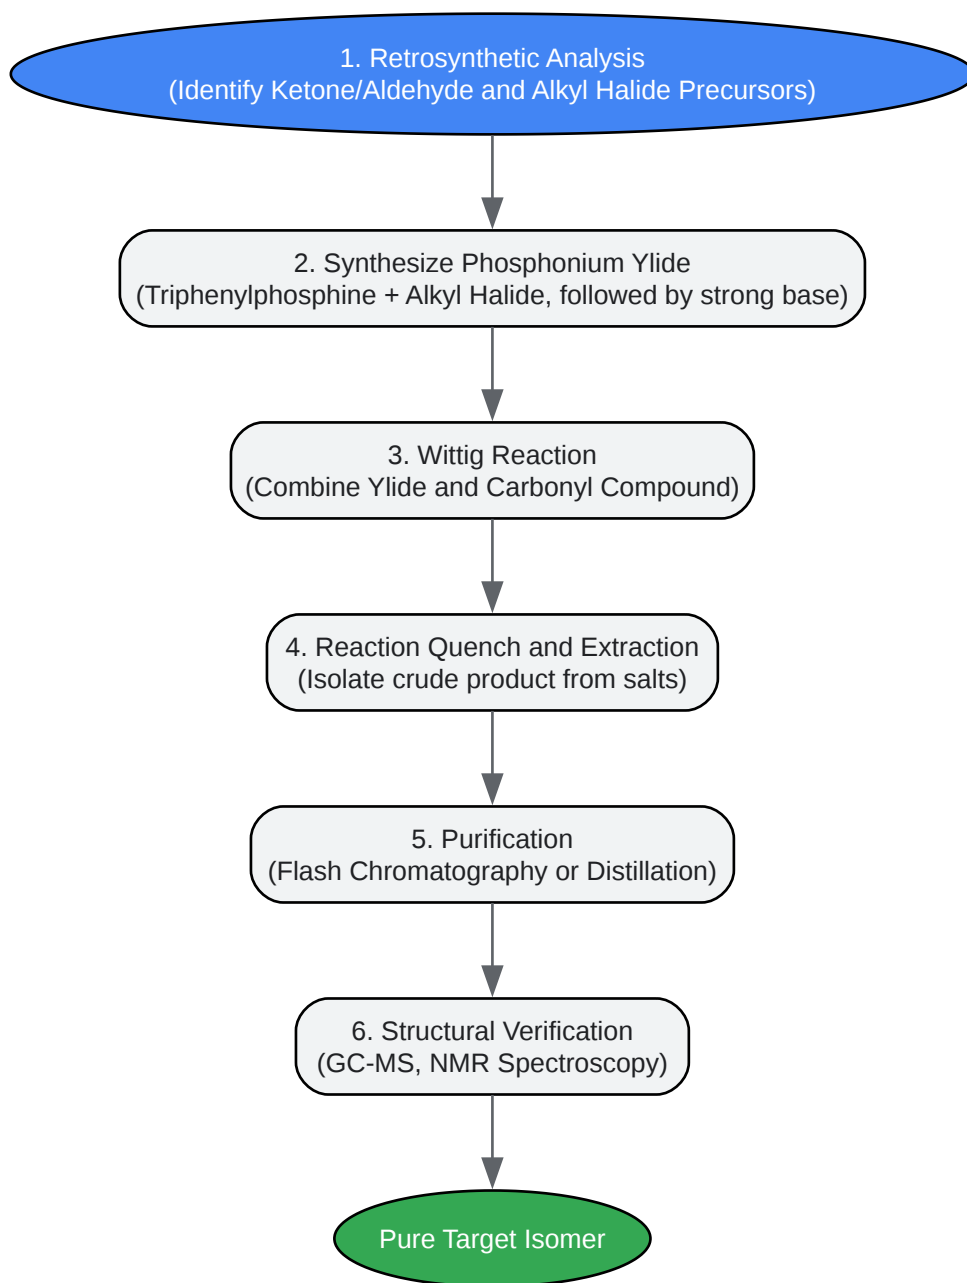 1. Retrosynthetic Analysis
(Identify Ketone/Aldehyde and Alkyl Halide Precursors)
2. Synthesize Phosphonium Ylide
(Triphenylphosphine + Alkyl Halide, followed by strong base)
3. Wittig Reaction
(Combine Ylide and Carbonyl Compound)
4. Reaction Quench and Extraction
(Isolate crude product from salts)
5. Purification
(Flash Chromatography or Distillation)
6. Structural Verification
(GC-MS, NMR Spectroscopy)
Pure Target Isomer